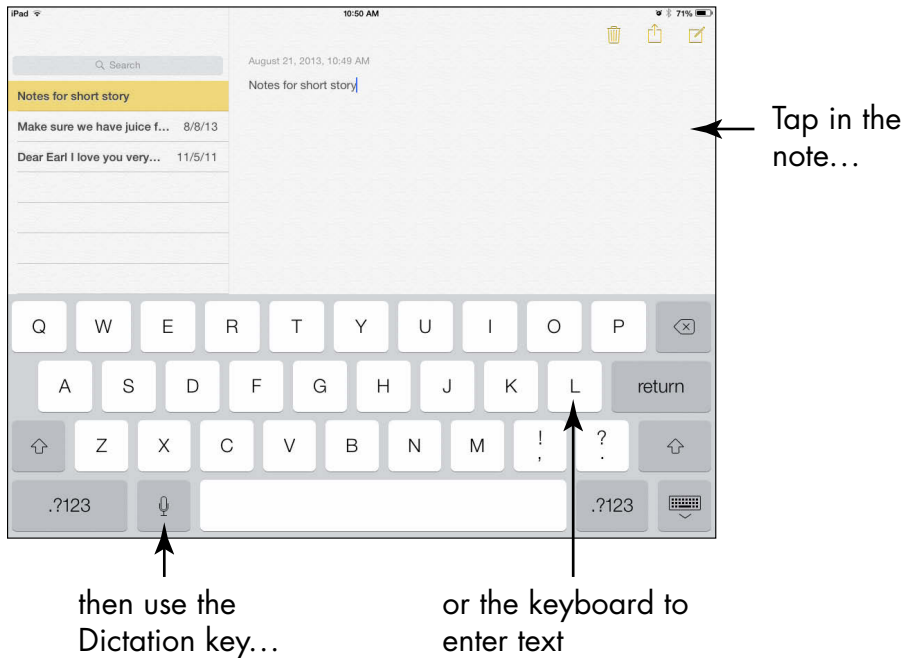 iPad 10:50 AM 71%
Search
August 21, 2013, 10:49 AM
Notes for short story
Notes for short story
Make sure we have juice f... 8/8/13
Dear Earl I love you very... 11/5/11
Tap in the
note...
Q W E R T Y U I O P
A S D F G H J K L return
Z X C V B N M ! , ? .
.?123 .?123
then use the
Dictation key...
or the keyboard to
enter text